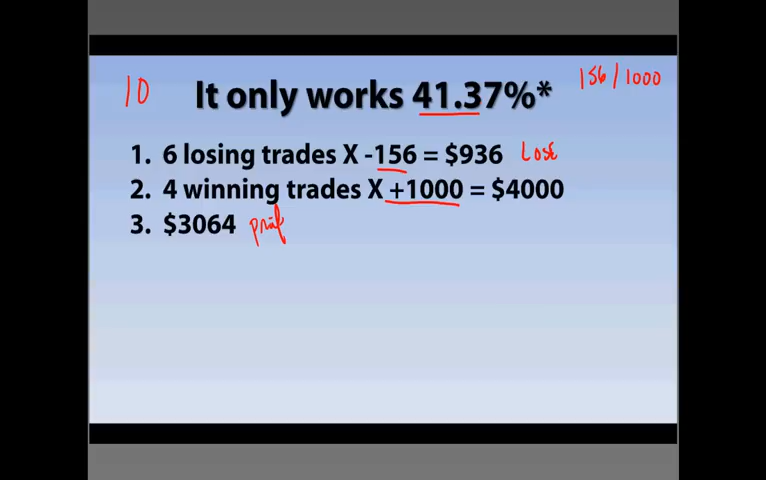 10
It only works 41.37%*
156/1000
1. 6 losing trades X -156 = $936 Lose
2. 4 winning trades X +1000 = $4000
3. $3064